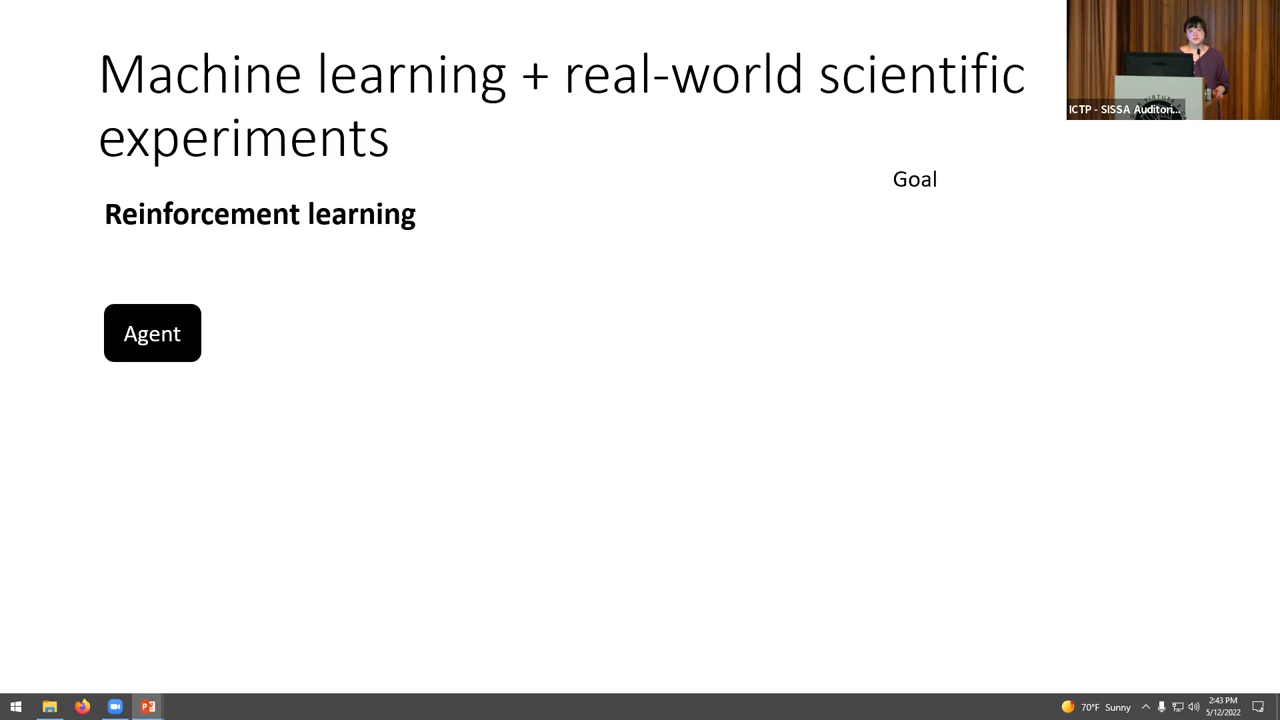 Machine learning + real-world scientific
experiments
Goal
Reinforcement learning
Agent
ICTP - SISSA Auditori...
70°F Sunny
2:43 PM
5/12/2022